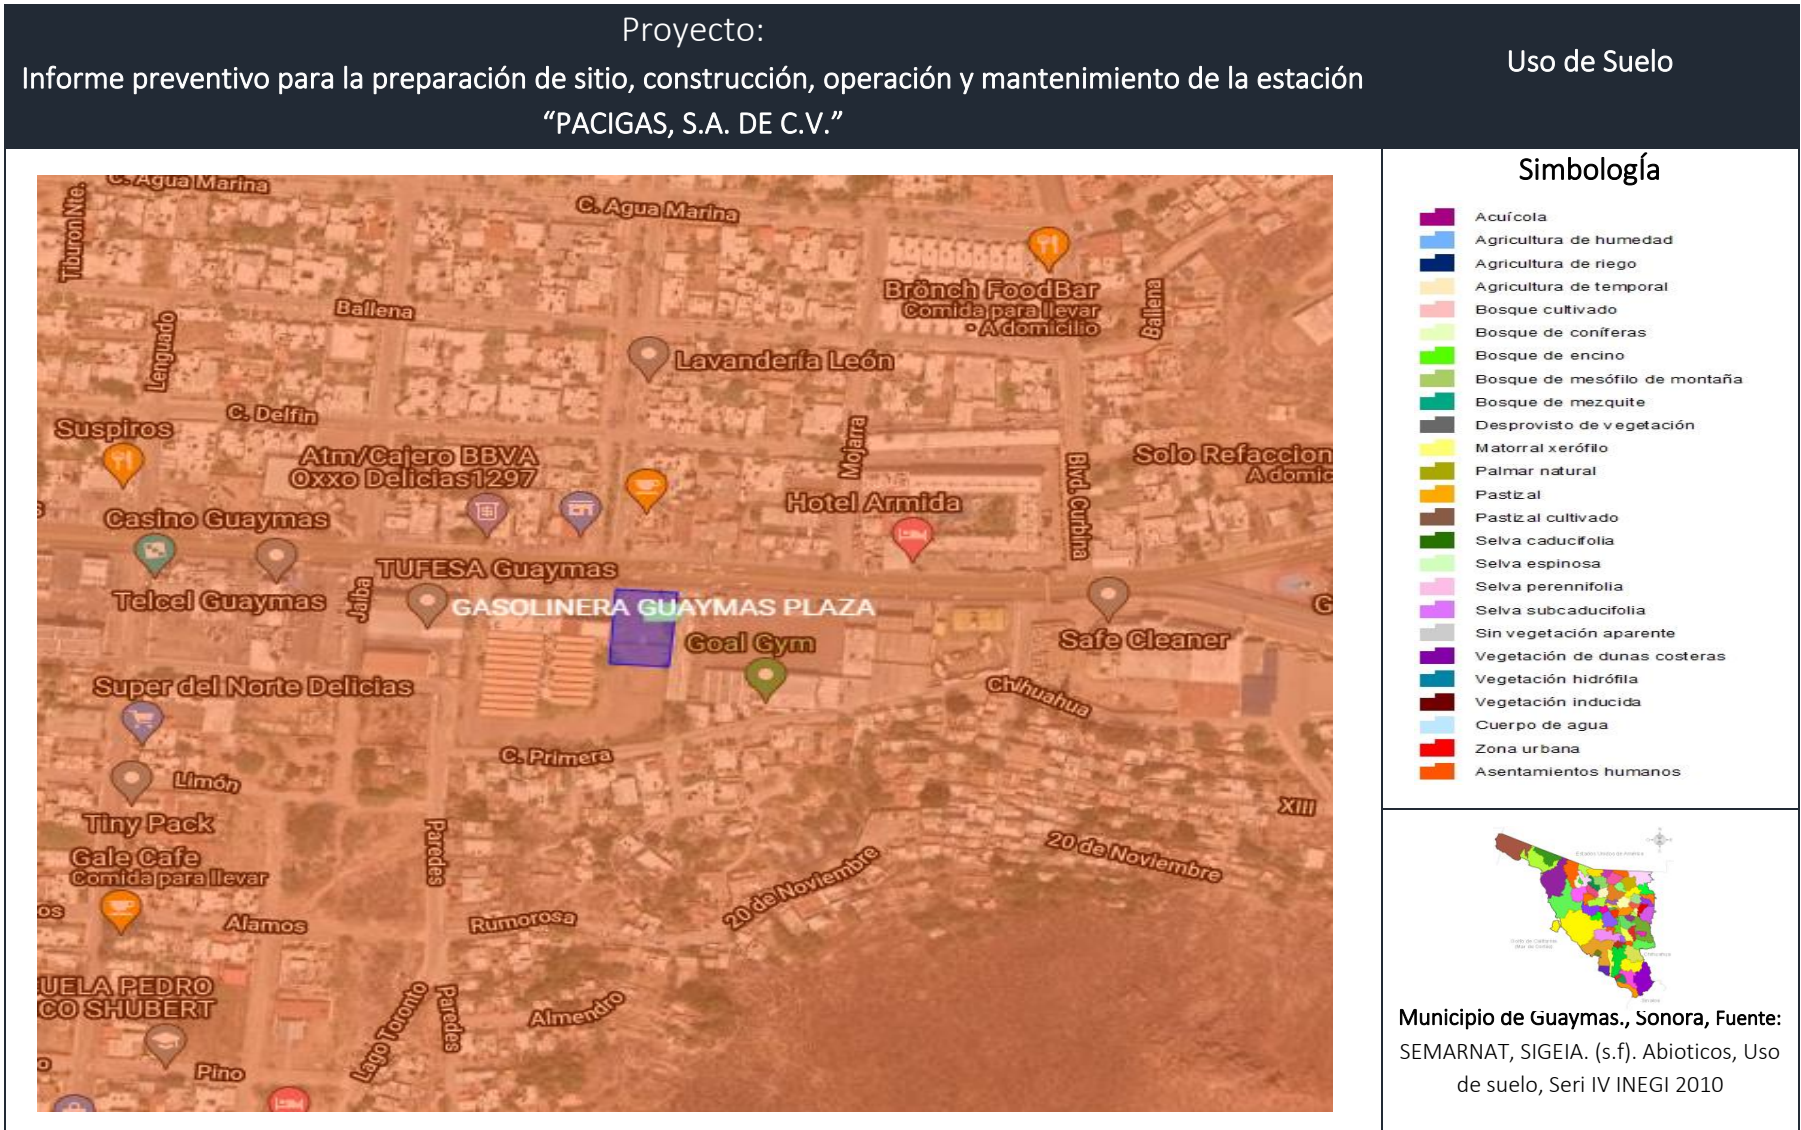 Proyecto:
Informe preventivo para la preparación de sitio, construcción, operación y mantenimiento de la estación
“PACIGAS, S.A. DE C.V.”
Uso de Suelo
C. Agua Marina
C. Agua Marina
Tiburon Nte.
Brönch FoodBar
Comida para llevar
• A domicilio
Ballena
Ballena
Lenguado
Lavandería León
C. Delfin
Suspiros
Atm/Cajero BBVA
Oxxo Delicias1297
Mojarra
Solo Refaccion
A domic
Blvd. Curbina
Hotel Armida
Casino Guaymas
TUFESA Guaymas
Telcel Guaymas
Jaiba
GASOLINERA GUAYMAS PLAZA
G
Goal Gym
Safe Cleaner
Super del Norte Delicias
Chihuahua
C. Primera
Limón
XIII
Tiny Pack
Paredes
Gale Cafe
Comida para llevar
20 de Noviembre
20 de Noviembre
os
Alamos
Rumorosa
UELA PEDRO
CO SHUBERT
Lago Toronto
Paredes
Almendro
Pino
Simbología
Acuícola
Agricultura de humedad
Agricultura de riego
Agricultura de temporal
Bosque cultivado
Bosque de coníferas
Bosque de encino
Bosque de mesófilo de montaña
Bosque de mezquite
Desprovisto de vegetación
Matorral xerófilo
Palmar natural
Pastizal
Pastizal cultivado
Selva caducifolia
Selva espinosa
Selva perennifolia
Selva subcaducifolia
Sin vegetación aparente
Vegetación de dunas costeras
Vegetación hidrófila
Vegetación inducida
Cuerpo de agua
Zona urbana
Asentamientos humanos
Estados Unidos de América
Chihuahua
Sinaloa
Municipio de Guaymas., Sonora, Fuente:
SEMARNAT, SIGEIA. (s.f). Abioticos, Uso
de suelo, Seri IV INEGI 2010